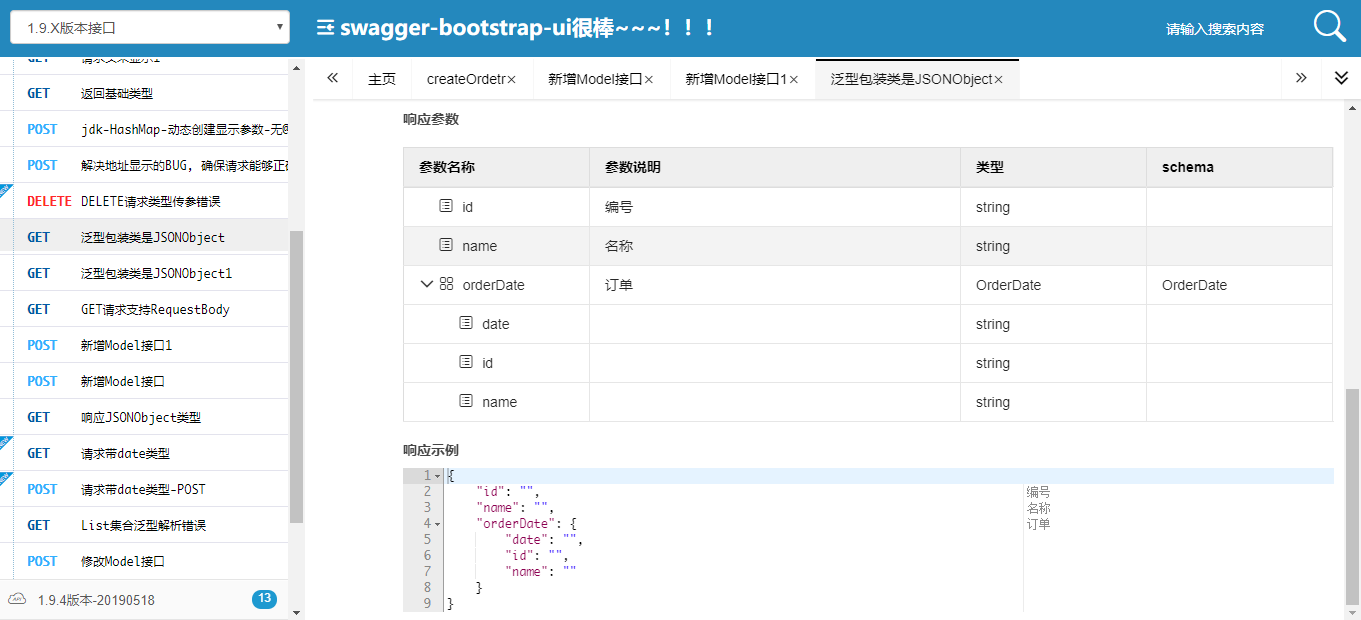 1.9.X版本接口
swagger-bootstrap-ui很棒~~~！！！
请输入搜索内容
GET 请求文本显示1
GET 返回基础类型
POST jdk-HashMap-动态创建显示参数-无@
POST 解决地址显示的BUG, 确保请求能够正确
NEW
DELETE DELETE请求类型传参错误
GET 泛型包装类是JSONObject
GET 泛型包装类是JSONObject1
GET GET请求支持RequestBody
POST 新增Model接口1
POST 新增Model接口
GET 响应JSONObject类型
NEW
GET 请求带date类型
NEW
POST 请求带date类型-POST
GET List集合泛型解析错误
POST 修改Model接口
API 1.9.4版本-20190518 13
主页 createOrdetr× 新增Model接口× 新增Model接口1× 泛型包装类是JSONObject×
响应参数
参数名称 参数说明 类型 schema
id 编号 string
name 名称 string
orderDate 订单 OrderDate OrderDate
date string
id string
name string
响应示例
1 {
2 "id": "", 编号
3 "name": "", 名称
4 "orderDate": { 订单
5 "date": "",
6 "id": "",
7 "name": ""
8 }
9 }